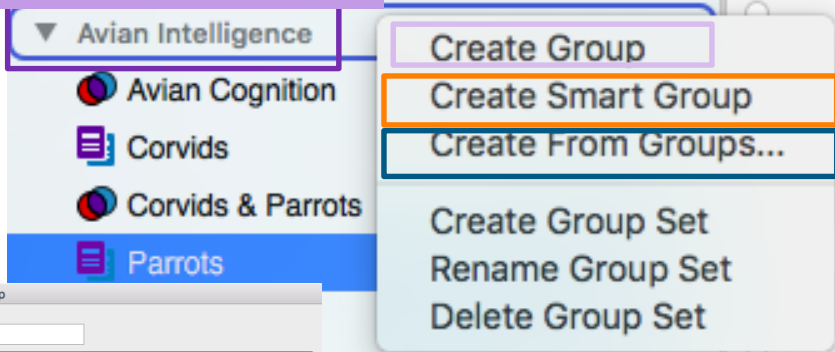 Avian Intelligence
Avian Cognition
Corvids
Corvids & Parrots
Parrots
Create Group
Create Smart Group
Create From Groups...
Create Group Set
Rename Group Set
Delete Group Set